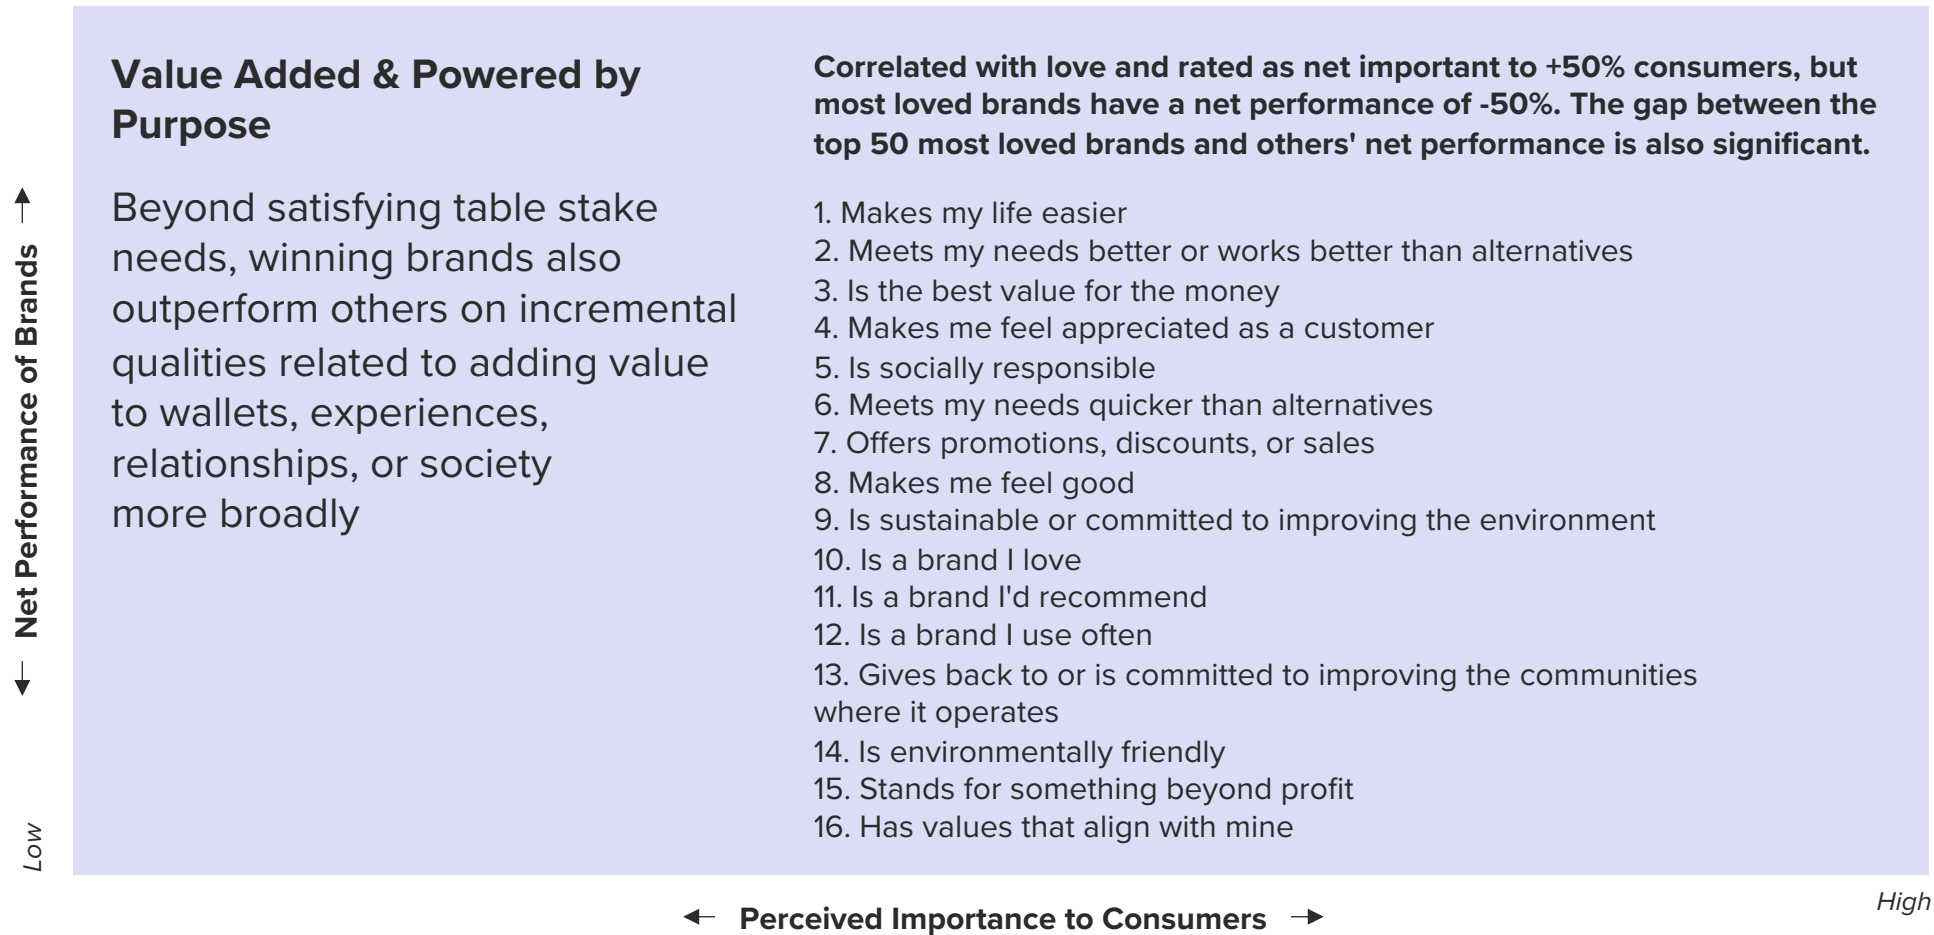 Value Added & Powered by
Purpose
Beyond satisfying table stake
needs, winning brands also
outperform others on incremental
qualities related to adding value
to wallets, experiences,
relationships, or society
more broadly
Correlated with love and rated as net important to +50% consumers, but
most loved brands have a net performance of -50%. The gap between the
top 50 most loved brands and others' net performance is also significant.
1. Makes my life easier
2. Meets my needs better or works better than alternatives
3. Is the best value for the money
4. Makes me feel appreciated as a customer
5. Is socially responsible
6. Meets my needs quicker than alternatives
7. Offers promotions, discounts, or sales
8. Makes me feel good
9. Is sustainable or committed to improving the environment
10. Is a brand I love
11. Is a brand I'd recommend
12. Is a brand I use often
13. Gives back to or is committed to improving the communities
where it operates
14. Is environmentally friendly
15. Stands for something beyond profit
16. Has values that align with mine
Net Performance of Brands
Low
Perceived Importance to Consumers
High